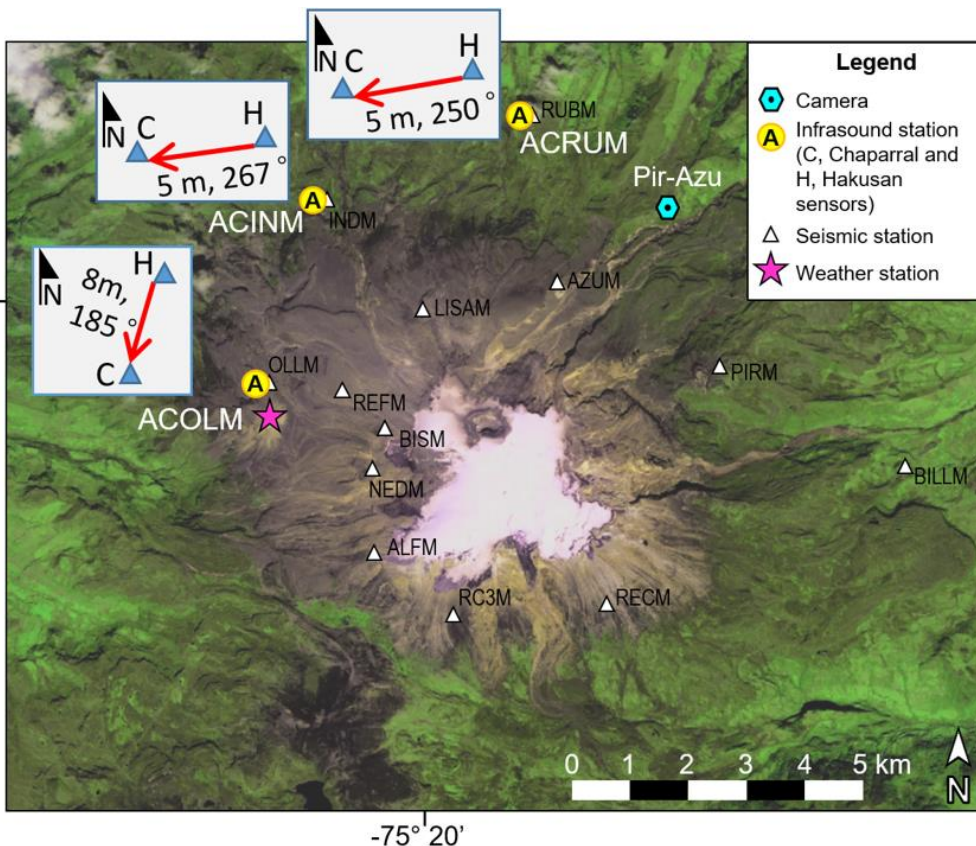 N C H
5 m, 250 °
N C H
5 m, 267 °
N H
8m,
185 °
C
Legend
Camera
A Infrasound station
(C, Chaparral and
H, Hakusan
sensors)
Seismic station
Weather station
A RUBM
ACRUM
Pir-Azu
A
ACINM INDM
AZUM
LISAM
OLLM
A
ACOLM
REFM
PIRM
BISM
NEDM
BILLM
ALFM
RC3M
RECM
0 1 2 3 4 5 km
N
-75° 20'